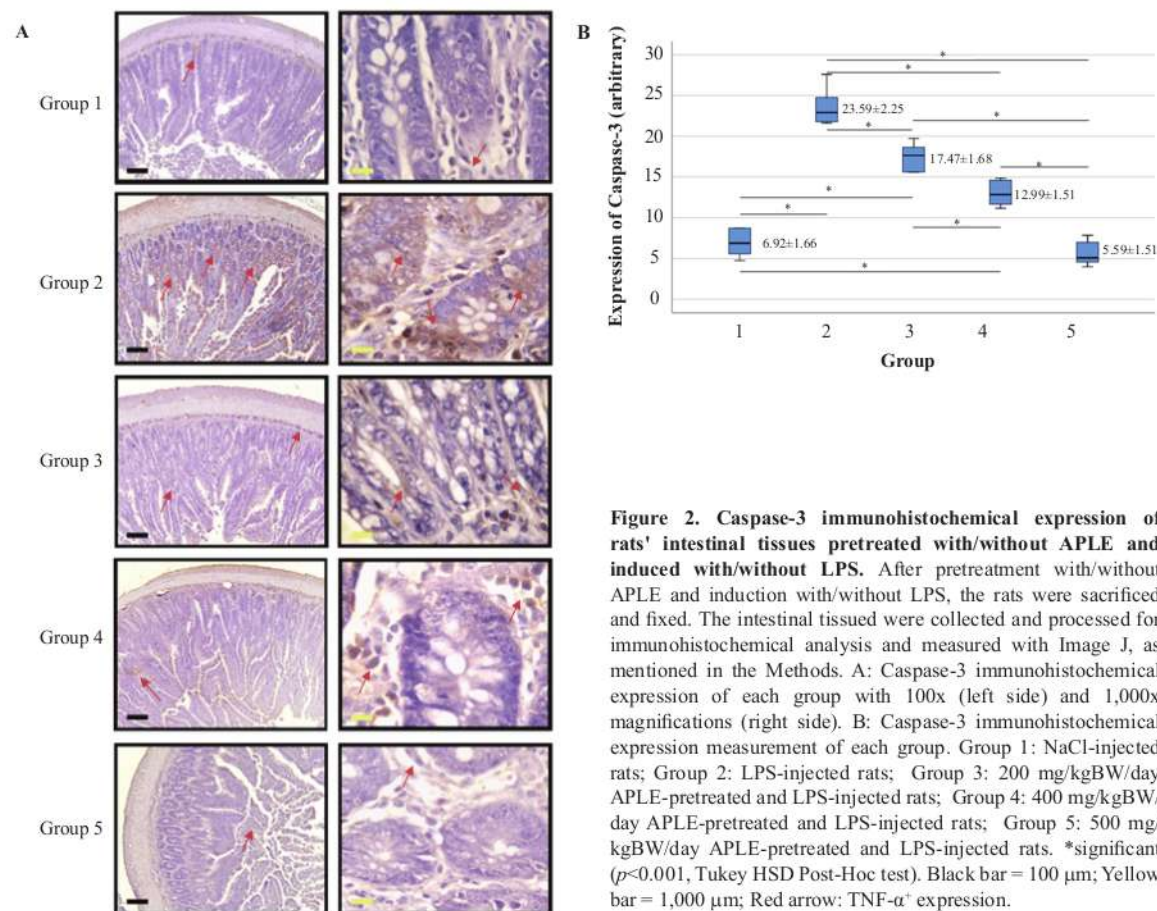 A
Group 1
Group 2
Group 3
Group 4
Group 5
B
Expression of Caspase-3 (arbitrary)
30
25
20
15
10
5
0
*
*
*
*
*
*
*
*
*
23.59±2.25
17.47±1.68
12.99±1.51
6.92±1.66
5.59±1.51
1 2 3 4 5
Group
Figure 2. Caspase-3 immunohistochemical expression of
rats' intestinal tissues pretreated with/without APLE and
induced with/without LPS. After pretreatment with/without
APLE and induction with/without LPS, the rats were sacrificed
and fixed. The intestinal tissued were collected and processed for
immunohistochemical analysis and measured with Image J, as
mentioned in the Methods. A: Caspase-3 immunohistochemical
expression of each group with 100x (left side) and 1,000x
magnifications (right side). B: Caspase-3 immunohistochemical
expression measurement of each group. Group 1: NaCl-injected
rats; Group 2: LPS-injected rats; Group 3: 200 mg/kgBW/day
APLE-pretreated and LPS-injected rats; Group 4: 400 mg/kgBW/
day APLE-pretreated and LPS-injected rats; Group 5: 500 mg/
kgBW/day APLE-pretreated and LPS-injected rats. *significant
(p<0.001, Tukey HSD Post-Hoc test). Black bar = 100 μm; Yellow
bar = 1,000 μm; Red arrow: TNF-α⁺ expression.